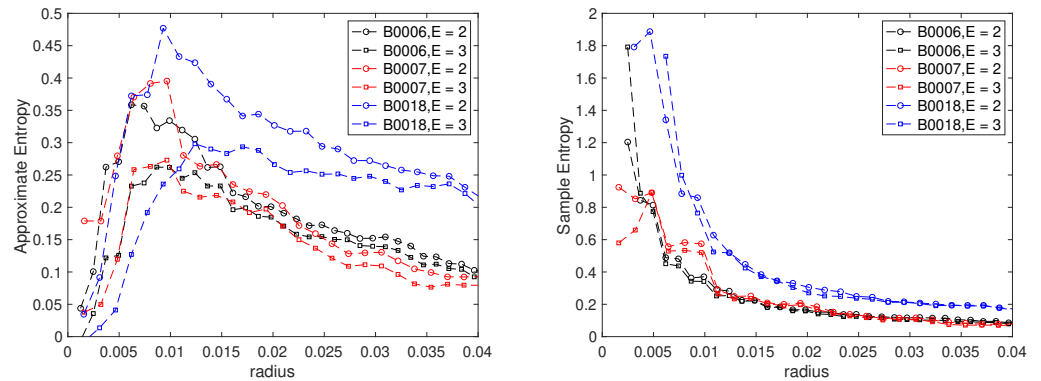 0.5
0.45
0.4
0.35
0.3
0.25
0.2
0.15
0.1
0.05
0
Approximate Entropy
B0006,E = 2
B0006,E = 3
B0007,E = 2
B0007,E = 3
B0018,E = 2
B0018,E = 3
0 0.005 0.01 0.015 0.02 0.025 0.03 0.035 0.04
radius
2
1.8
1.6
1.4
1.2
1
0.8
0.6
0.4
0.2
0
Sample Entropy
B0006,E = 2
B0006,E = 3
B0007,E = 2
B0007,E = 3
B0018,E = 2
B0018,E = 3
0 0.005 0.01 0.015 0.02 0.025 0.03 0.035 0.04
radius